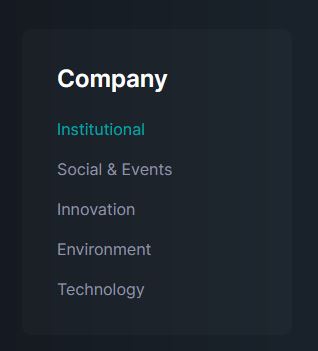 Company
Institutional
Social & Events
Innovation
Environment
Technology